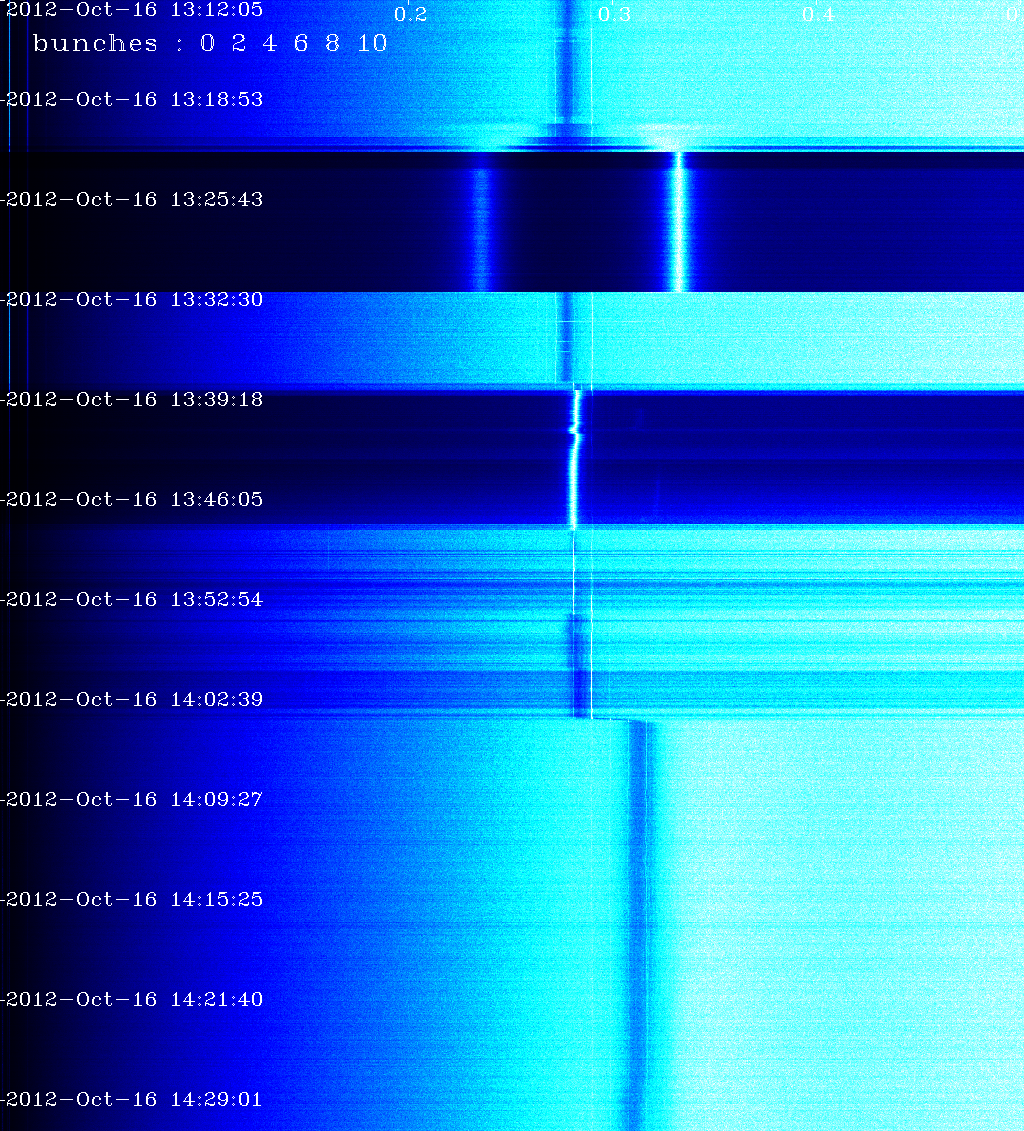 0.2 0.3 0.4
2012-Oct-16 13:12:05
bunches : 0 2 4 6 8 10
2012-Oct-16 13:18:53
2012-Oct-16 13:25:43
2012-Oct-16 13:32:30
2012-Oct-16 13:39:18
2012-Oct-16 13:46:05
2012-Oct-16 13:52:54
2012-Oct-16 14:02:39
2012-Oct-16 14:09:27
2012-Oct-16 14:15:25
2012-Oct-16 14:21:40
2012-Oct-16 14:29:01